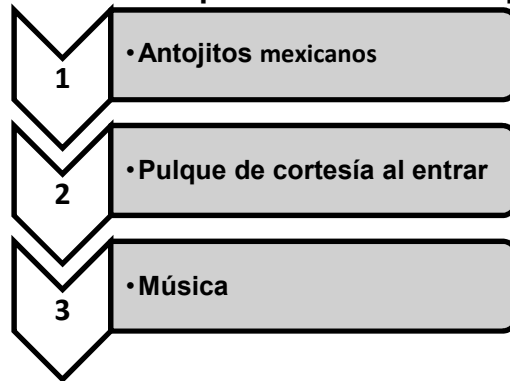 1
• Antojitos mexicanos
2
• Pulque de cortesía al entrar
3
• Música